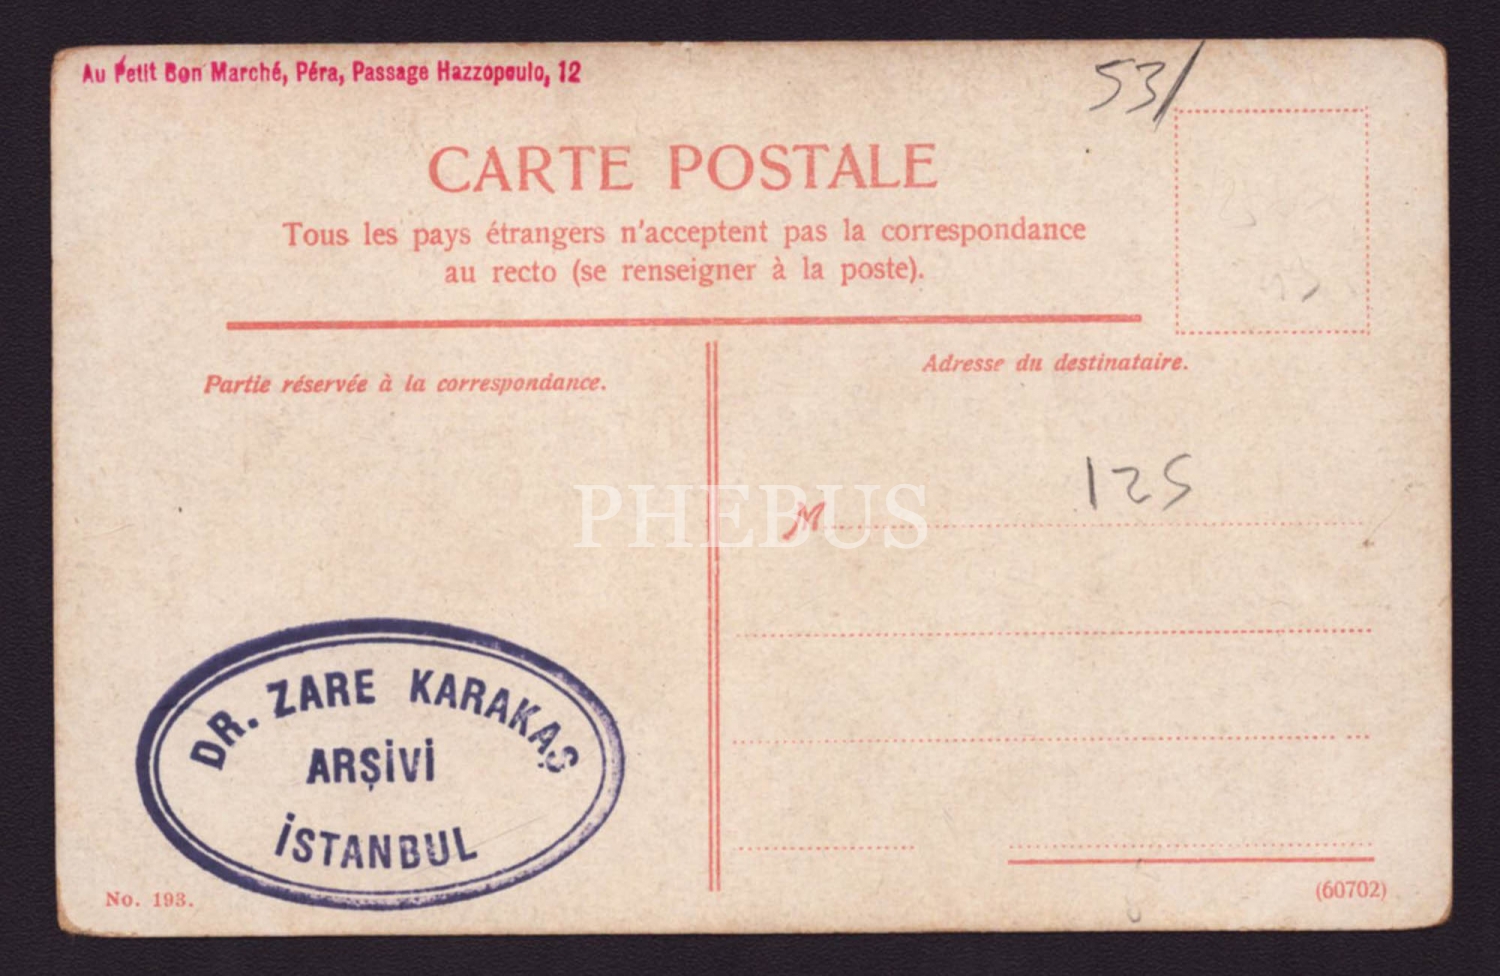 Au Petit Bon Marché, Péra, Passage Hazzopoulo, 12
53/
CARTE POSTALE
Tous les pays étrangers n'acceptent pas la correspondance
au recto (se renseigner à la poste).
Partie réservée à la correspondance.
Adresse du destinataire.
125
M
PHEBUS
DR. ZARE KARAKAŞ
ARŞİVİ
İSTANBUL
No. 193.
(60702)